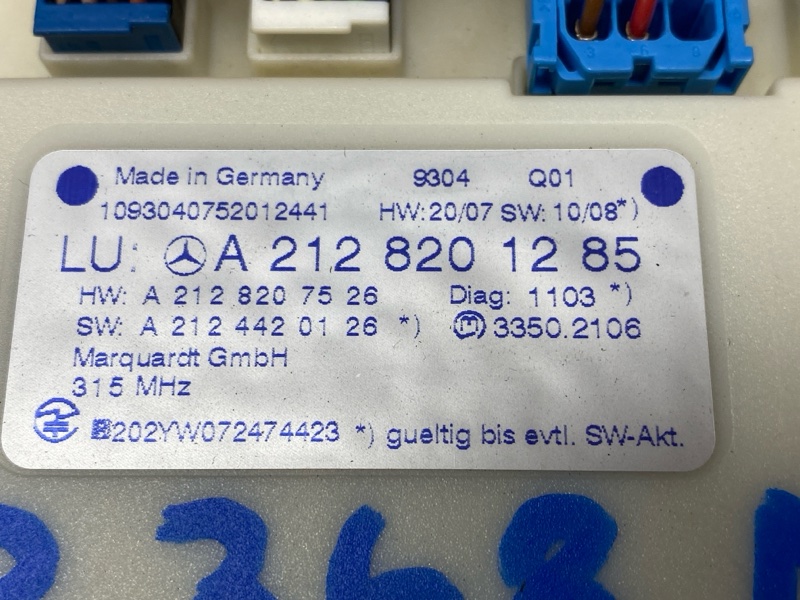 Made in Germany 9304 Q01
1093040752012441 HW:20/07 SW:10/08*)
LU: A 212 820 12 85
HW: A 212 820 75 26 Diag: 1103 *)
SW: A 212 442 01 26 *) M 3350.2106
Marquardt GmbH
315 MHz
202YW072474423 *) gueltig bis evtl. SW-Akt.
368